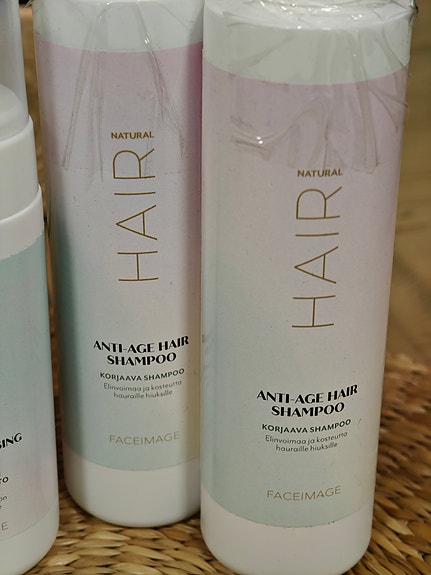 NATURAL
HAIR
ANTI-AGE HAIR
SHAMPOO
KORJAAVA SHAMPOO
Elinvoimaa ja kosteutta
hauraille hiuksille
FACEIMAGE
NATURAL
HAIR
ANTI-AGE HAIR
SHAMPOO
KORJAAVA SHAMPOO
Elinvoimaa ja kosteutta
hauraille hiuksille
FACEIMAGE